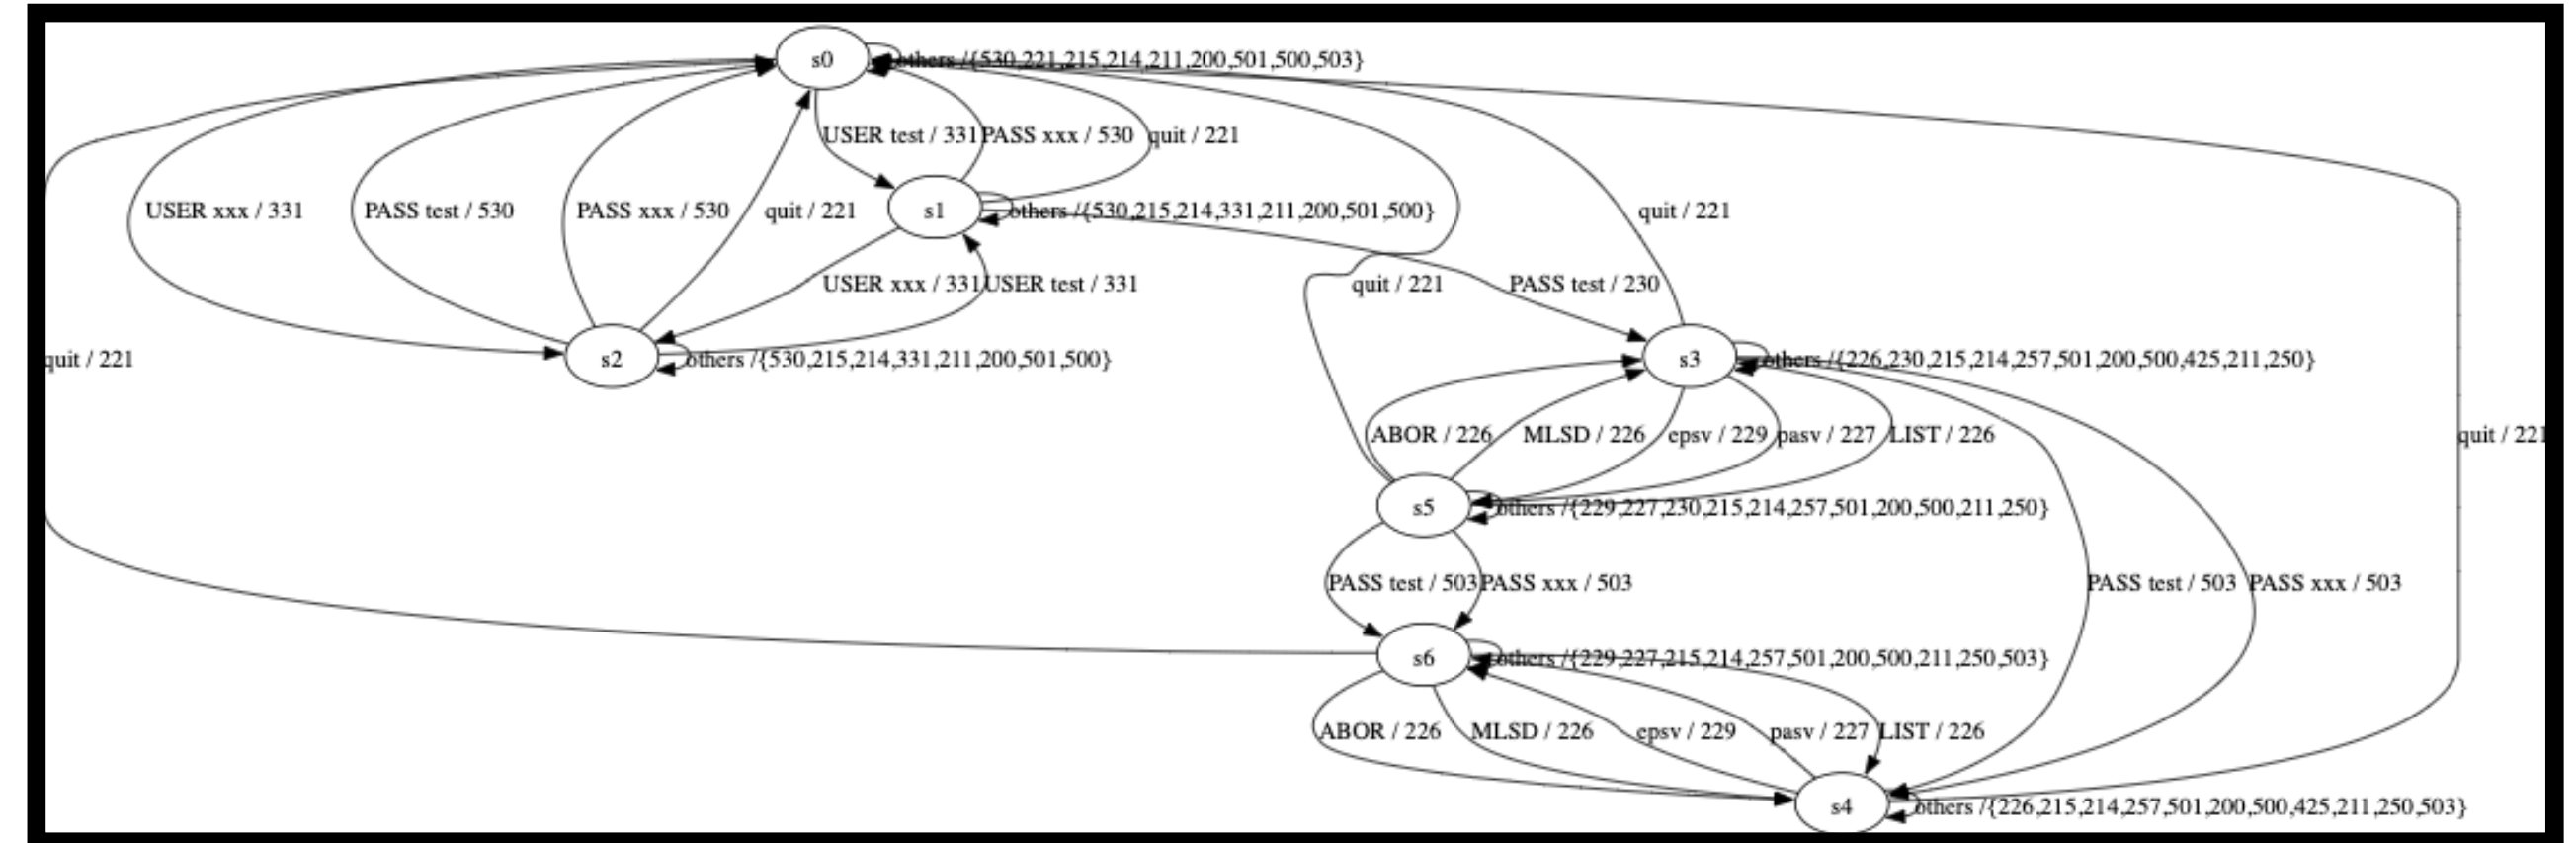 s0
others /{530,221,215,214,211,200,501,500,503}
USER test / 331
PASS xxx / 530
quit / 221
USER xxx / 331
PASS test / 530
PASS xxx / 530
quit / 221
s1
others /{530,215,214,331,211,200,501,500}
quit / 221
USER xxx / 331
USER test / 331
quit / 221
PASS test / 230
quit / 221
s2
others /{530,215,214,331,211,200,501,500}
s3
others /{226,230,215,214,257,501,200,500,425,211,250}
ABOR / 226
MLSD / 226
epsv / 229
pasv / 227
LIST / 226
quit / 221
s5
others /{229,227,230,215,214,257,501,200,500,211,250}
PASS test / 503
PASS xxx / 503
PASS test / 503
PASS xxx / 503
s6
others /{229,227,215,214,257,501,200,500,211,250,503}
ABOR / 226
MLSD / 226
epsv / 229
pasv / 227
LIST / 226
s4
others /{226,215,214,257,501,200,500,425,211,250,503}